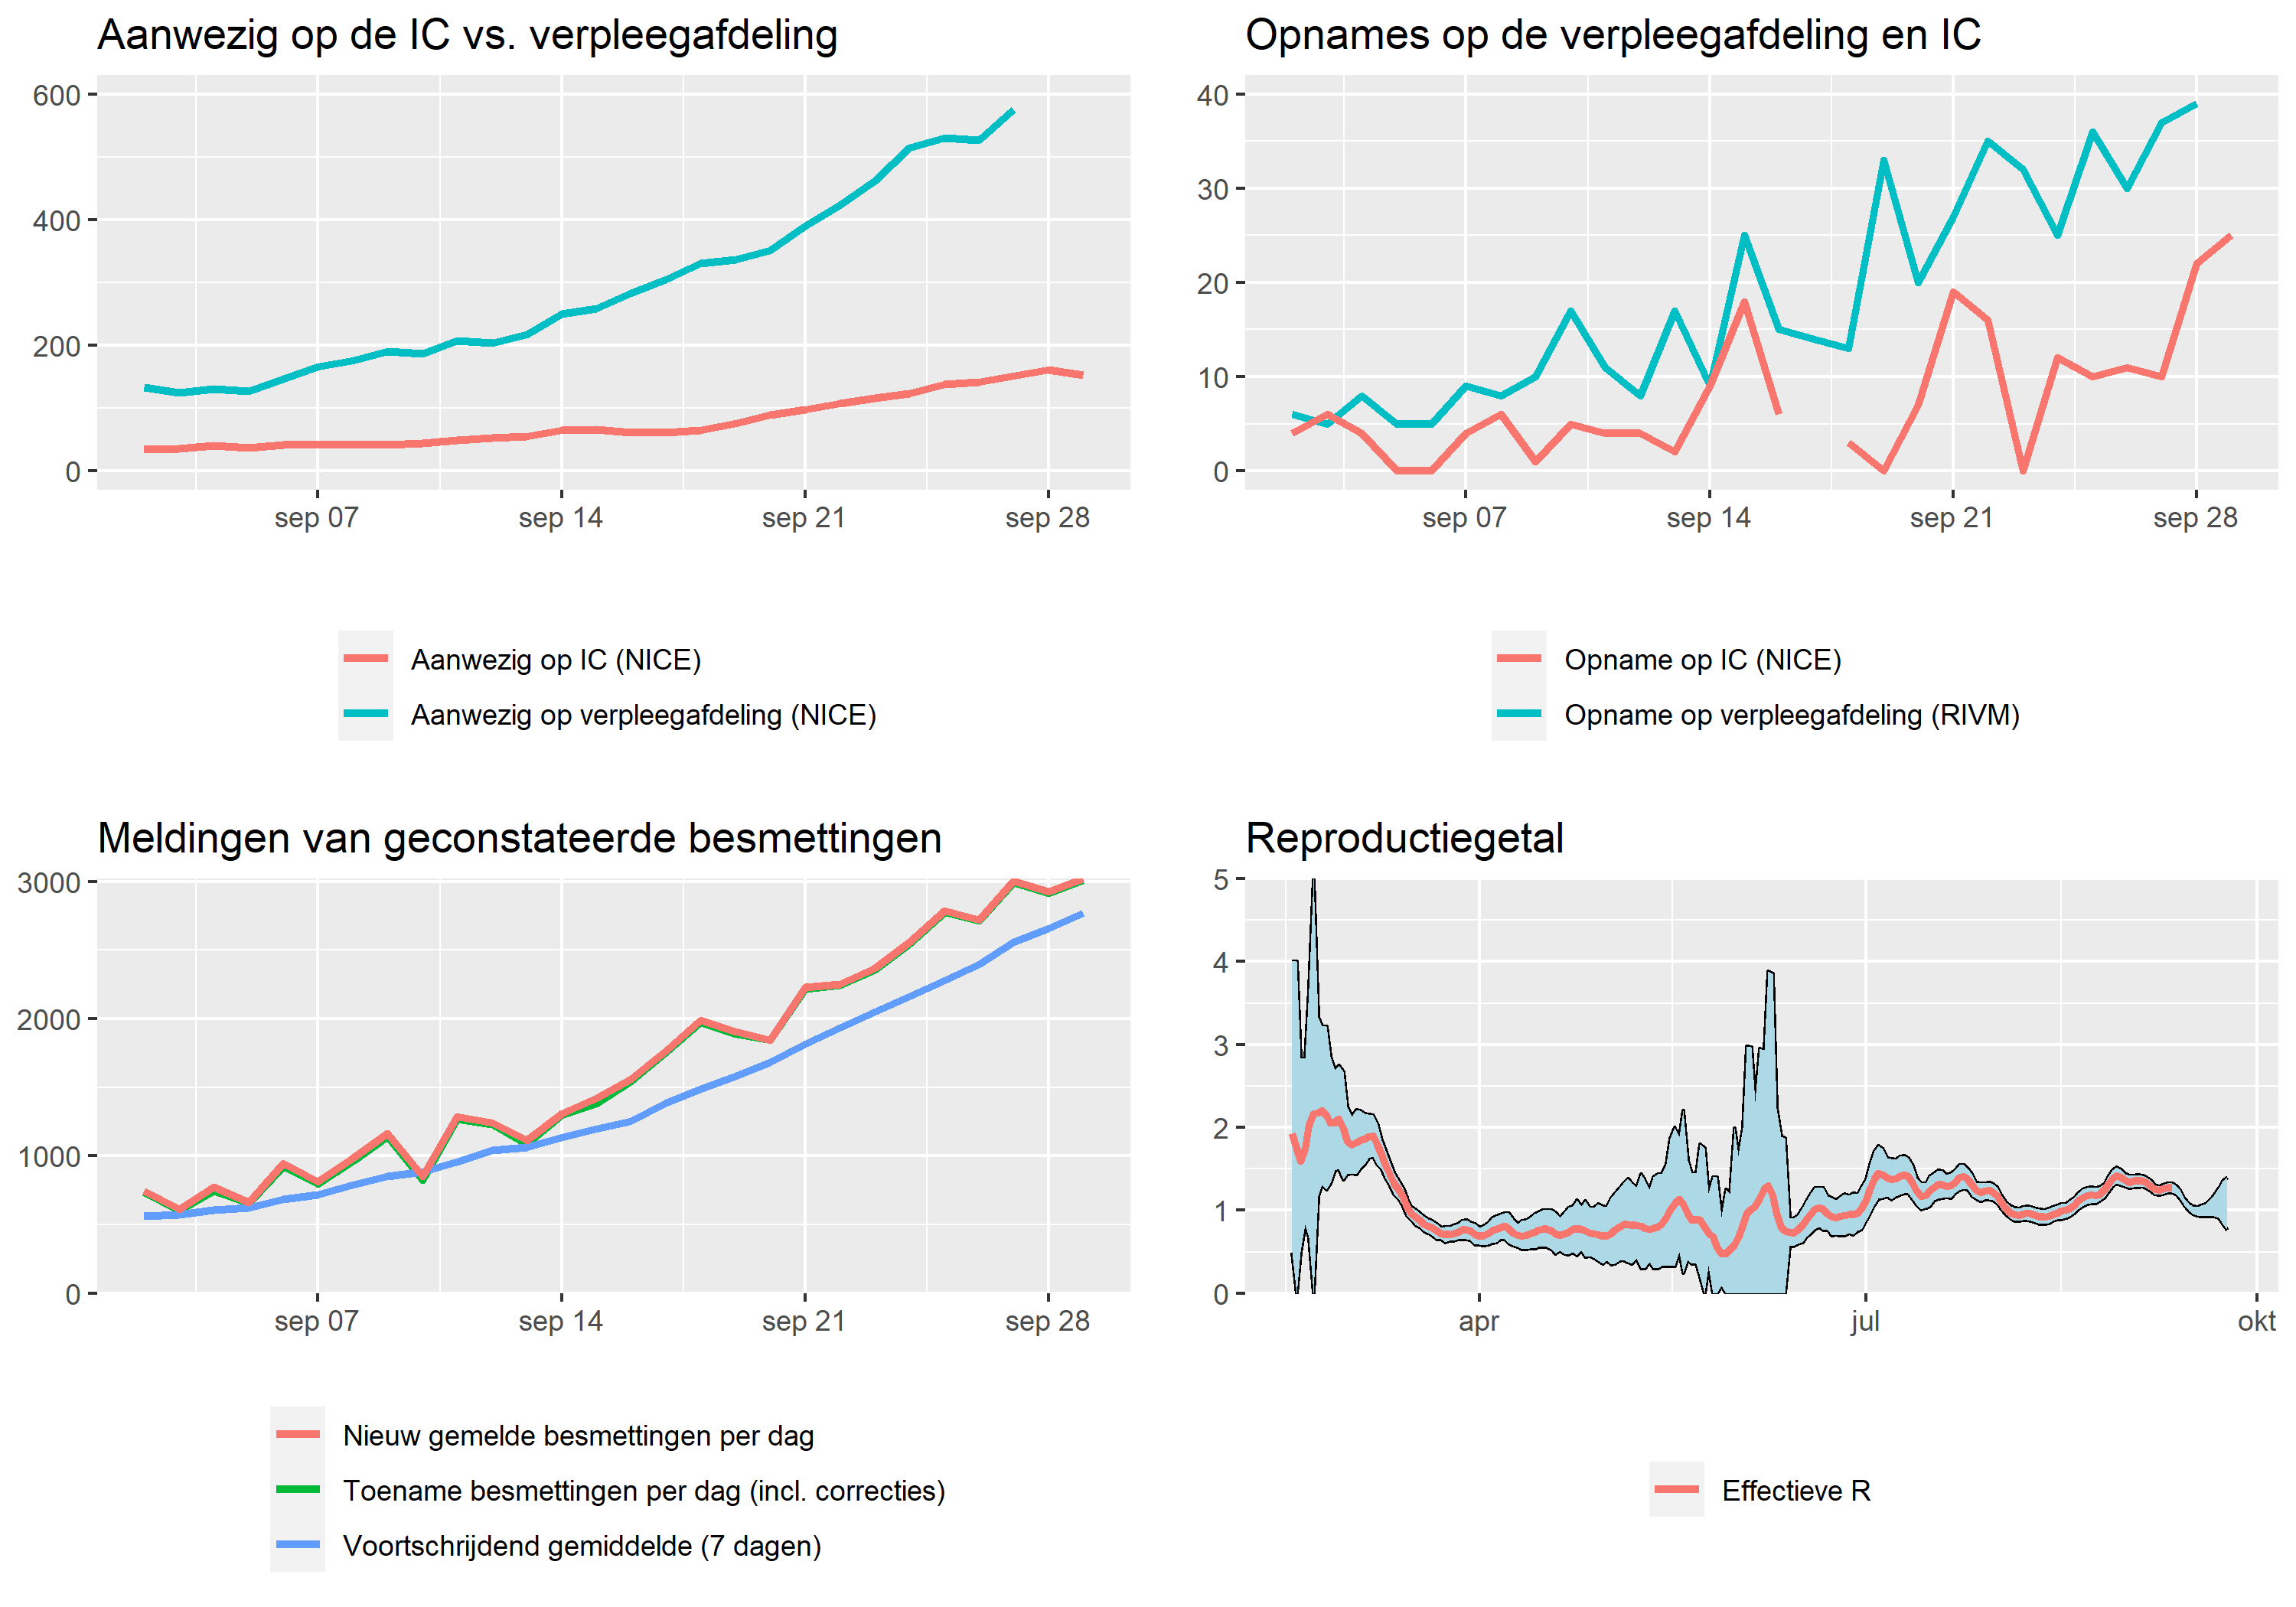 Aanwezig op de IC vs. verpleegafdeling
600
400
200
0
sep 07 sep 14 sep 21 sep 28
Aanwezig op IC (NICE)
Aanwezig op verpleegafdeling (NICE)
Opnames op de verpleegafdeling en IC
40
30
20
10
0
sep 07 sep 14 sep 21 sep 28
Opname op IC (NICE)
Opname op verpleegafdeling (RIVM)
Meldingen van geconstateerde besmettingen
3000
2000
1000
0
sep 07 sep 14 sep 21 sep 28
Nieuw gemelde besmettingen per dag
Toename besmettingen per dag (incl. correcties)
Voortschrijdend gemiddelde (7 dagen)
Reproductiegetal
5
4
3
2
1
0
apr jul okt
Effectieve R